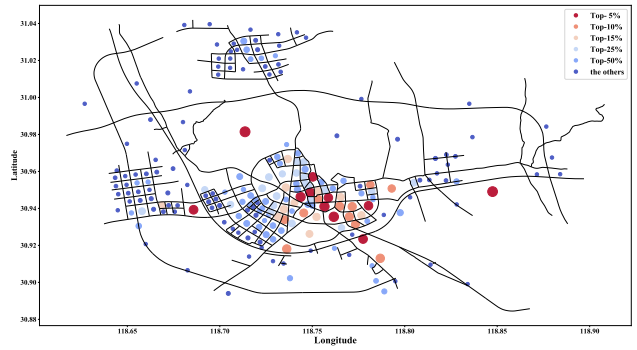 31.04
31.02
31.00
30.98
30.96
30.94
30.92
30.90
30.88
Latitude
118.65
118.70
118.75
118.80
118.85
118.90
Longitude
Top- 5%
Top-10%
Top-15%
Top-25%
Top-50%
the others